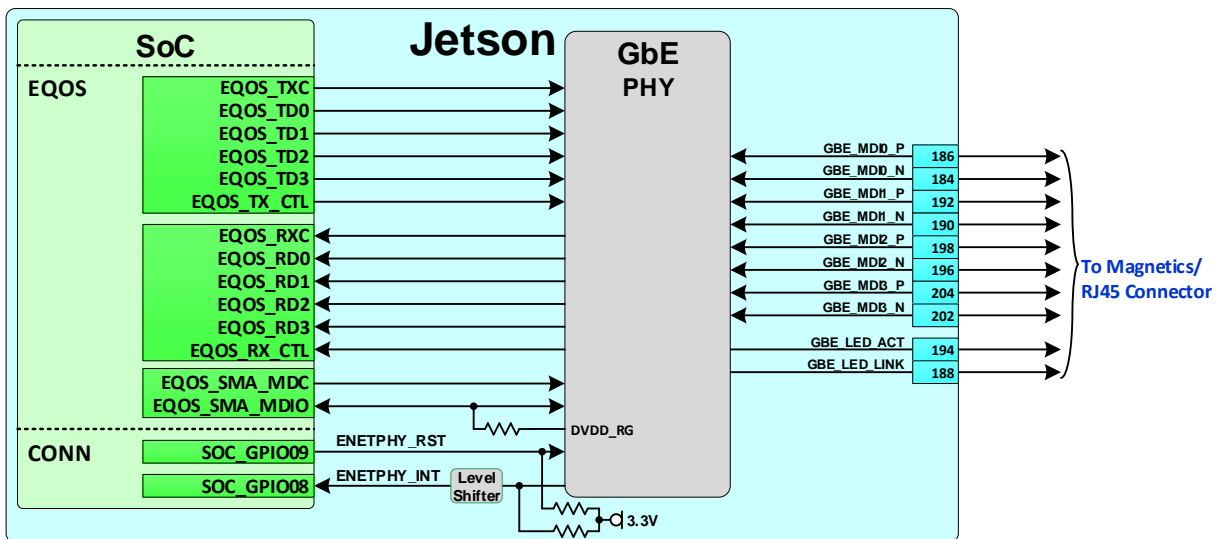 Jetson
SoC
EQOS
EQOS_TXC
EQOS_TD0
EQOS_TD1
EQOS_TD2
EQOS_TD3
EQOS_TX_CTL
EQOS_RXC
EQOS_RD0
EQOS_RD1
EQOS_RD2
EQOS_RD3
EQOS_RX_CTL
EQOS_SMA_MDC
EQOS_SMA_MDIO
CONN
SOC_GPIO09
SOC_GPIO08
ENETPHY_RST
ENETPHY_INT
Level
Shifter
DVDD_RG
3.3V
GbE
PHY
GBE_MDI0_P 186
GBE_MDI0_N 184
GBE_MDI1_P 192
GBE_MDI1_N 190
GBE_MDI2_P 198
GBE_MDI2_N 196
GBE_MDI3_P 204
GBE_MDI3_N 202
GBE_LED_ACT 194
GBE_LED_LINK 188
To Magnetics/
RJ45 Connector